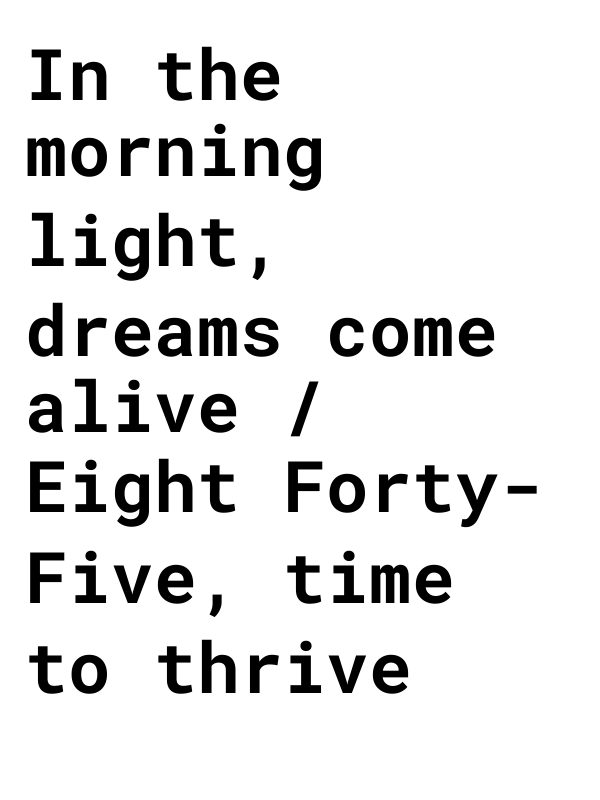 In the
morning
light,
dreams come
alive /
Eight Forty-
Five, time
to thrive